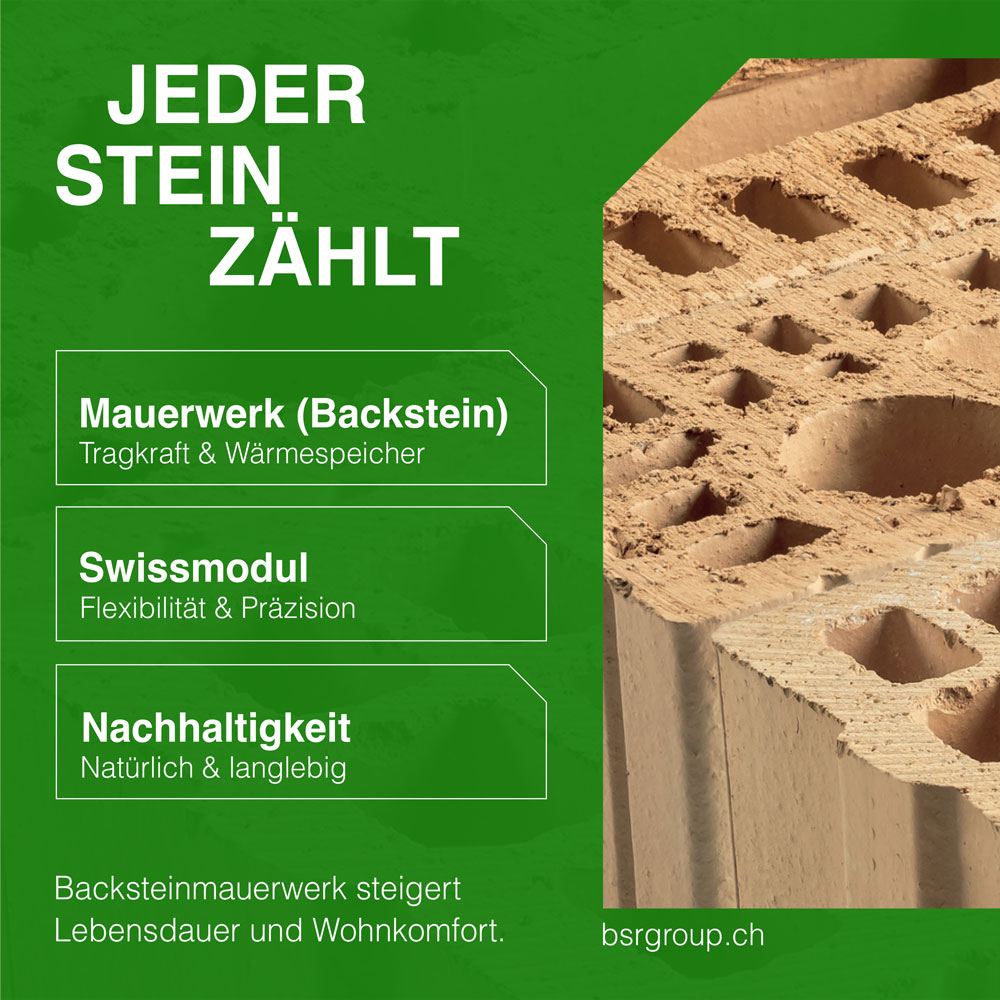 JEDER
STEIN
ZÄHLT
Mauerwerk (Backstein)
Tragkraft & Wärmespeicher
Swissmodul
Flexibilität & Präzision
Nachhaltigkeit
Natürlich & langlebig
Backsteinmauerwerk steigert
Lebensdauer und Wohnkomfort.
bsrgroup.ch